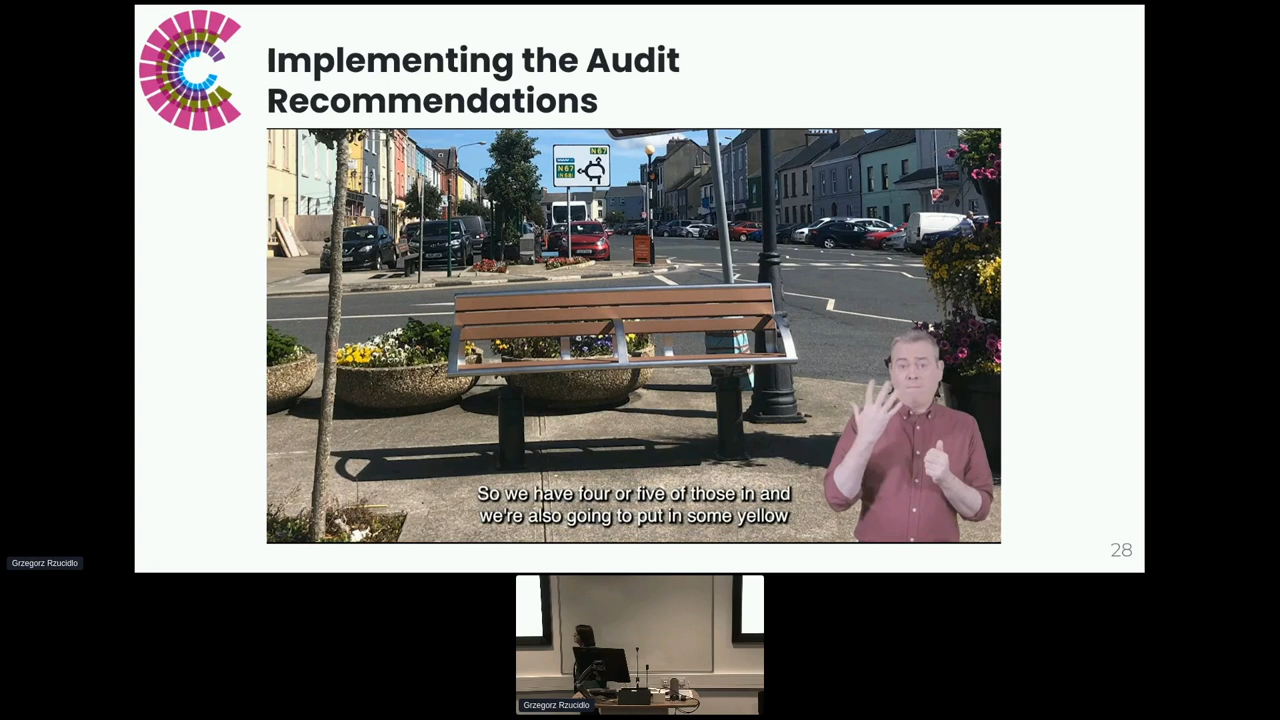 Implementing the Audit
Recommendations
N67
N67
So we have four or five of those in and
we're also going to put in some yellow
28
Grzegorz Rzucidlo
Grzegorz Rzucidlo